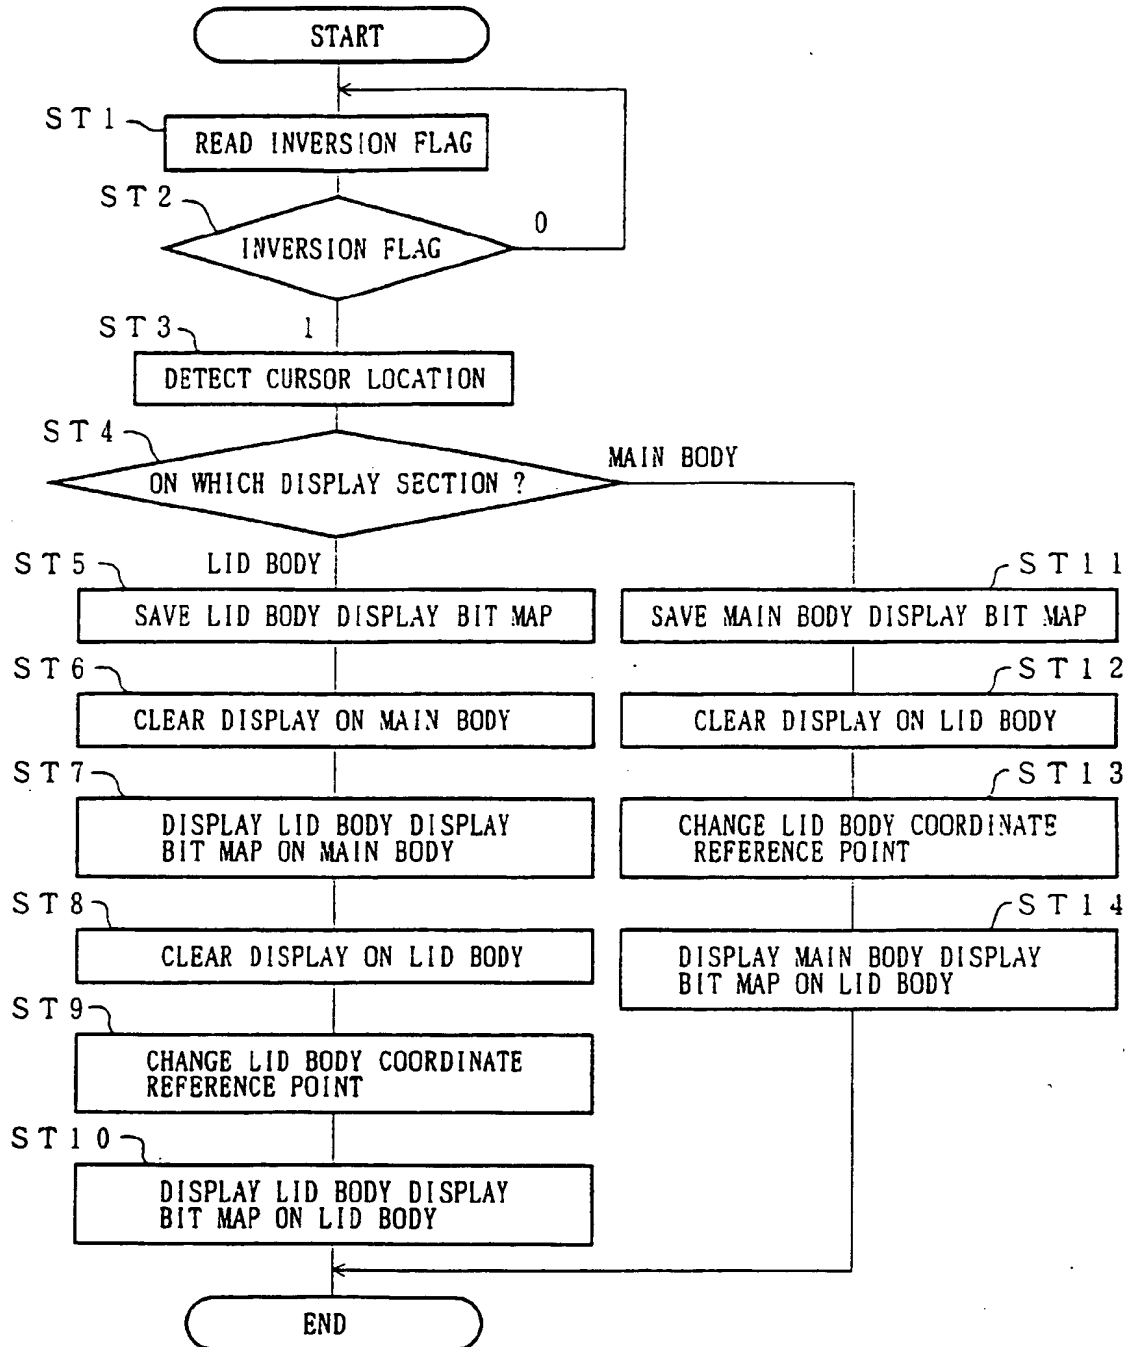 START
ST1
READ INVERSION FLAG
ST2
INVERSION FLAG
0
1
ST3
DETECT CURSOR LOCATION
ST4
ON WHICH DISPLAY SECTION ?
MAIN BODY
LID BODY
ST5
SAVE LID BODY DISPLAY BIT MAP
ST6
CLEAR DISPLAY ON MAIN BODY
ST7
DISPLAY LID BODY DISPLAY
BIT MAP ON MAIN BODY
ST8
CLEAR DISPLAY ON LID BODY
ST9
CHANGE LID BODY COORDINATE
REFERENCE POINT
ST10
DISPLAY LID BODY DISPLAY
BIT MAP ON LID BODY
ST11
SAVE MAIN BODY DISPLAY BIT MAP
ST12
CLEAR DISPLAY ON LID BODY
ST13
CHANGE LID BODY COORDINATE
REFERENCE POINT
ST14
DISPLAY MAIN BODY DISPLAY
BIT MAP ON LID BODY
END